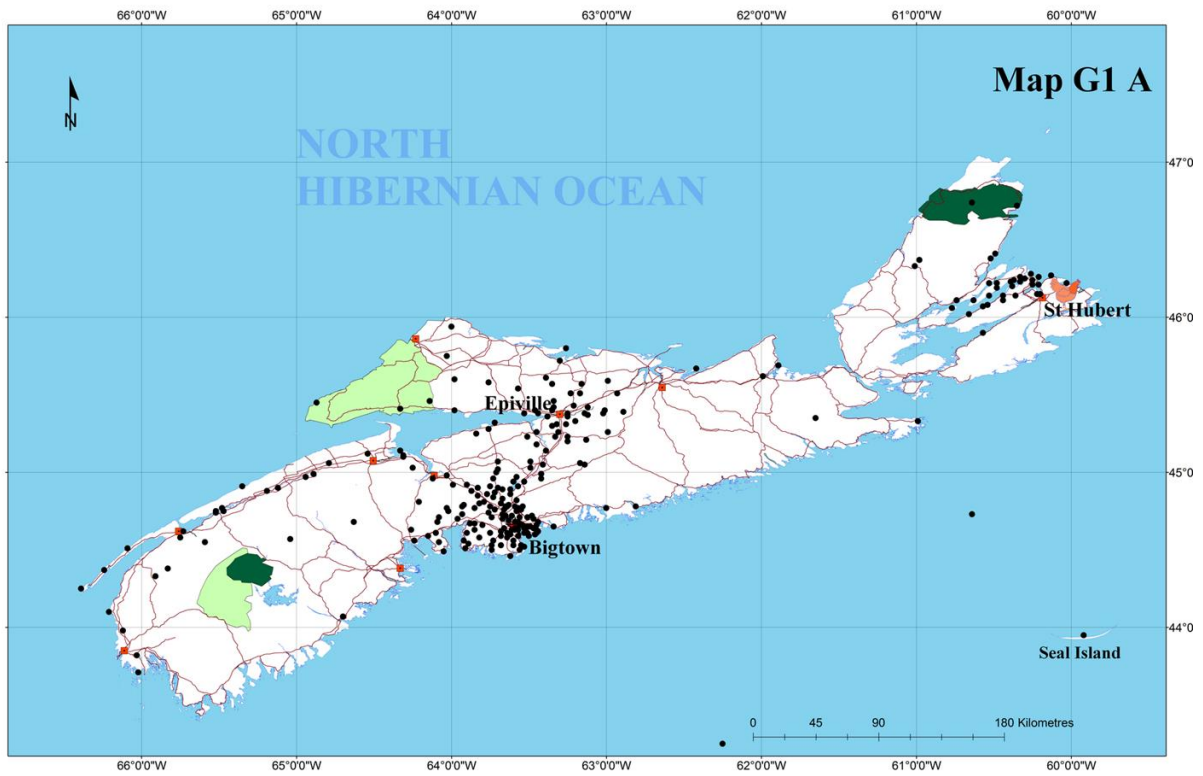 66°0'0"W 65°0'0"W 64°0'0"W 63°0'0"W 62°0'0"W 61°0'0"W 60°0'0"W
Map G1 A
N
NORTH
HIBERNIAN OCEAN
47°0
46°0
St Hubert
Epiville
45°0
Bigtown
44°0
Seal Island
0 45 90 180 Kilometres
66°0'0"W 65°0'0"W 64°0'0"W 63°0'0"W 62°0'0"W 61°0'0"W 60°0'0"W